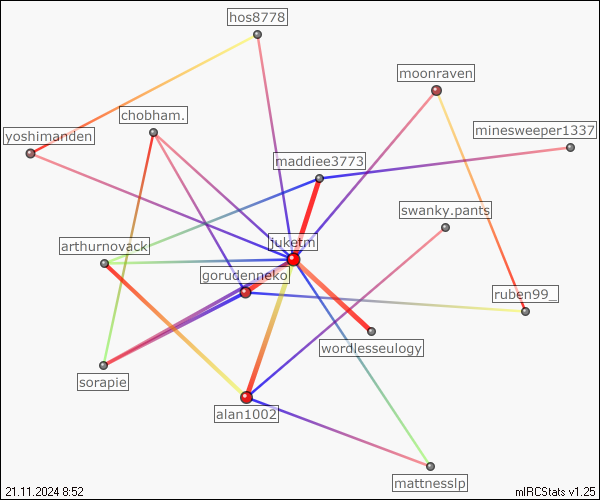 hos8778
moonraven
chobham.
yoshimanden
minesweeper1337
maddiee3773
swanky.pants
arthurnovack
juketm
gorudenneko
ruben99_
wordlesseulogy
sorapie
alan1002
mattnesslp
21.11.2024 8:52
mIRCStats v1.25